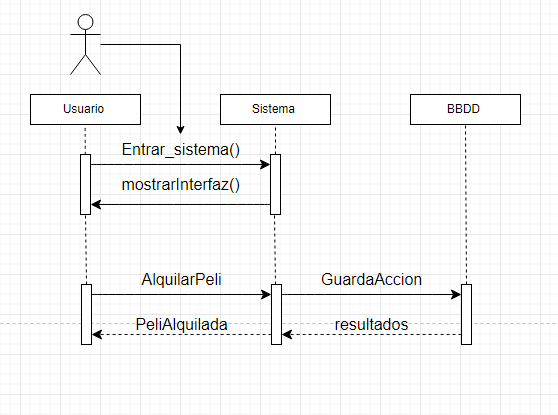 Usuario
Sistema
BBDD
Entrar_sistema()
mostrarInterfaz()
AlquilarPeli
GuardaAccion
PeliAlquilada
resultados